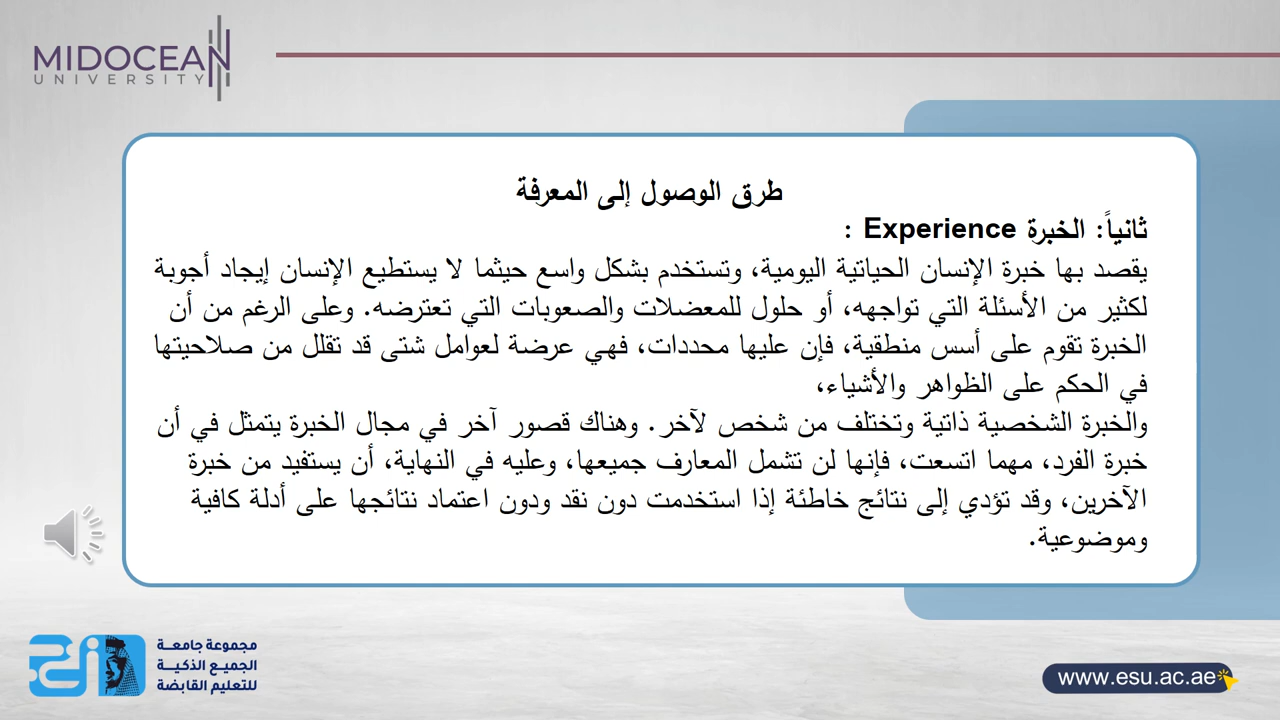 MIDOCEAN
UNIVERSITY
طرق الوصول إلى المعرفة
ثانياً: الخبرة Experience :
يقصد بها خبرة الإنسان الحياتية اليومية، وتستخدم بشكل واسع حيثما لا يستطيع الإنسان إيجاد أجوبة
لكثير من الأسئلة التي تواجهه، أو حلول للمعضلات والصعوبات التي تعترضه. وعلى الرغم من أن
الخبرة تقوم على أسس منطقية، فإن عليها محددات، فهي عرضة لعوامل شتى قد تقلل من صلاحيتها
في الحكم على الظواهر والأشياء،
والخبرة الشخصية ذاتية وتختلف من شخص لآخر. وهناك قصور آخر في مجال الخبرة يتمثل في أن
خبرة الفرد، مهما اتسعت، فإنها لن تشمل المعارف جميعها، وعليه في النهاية، أن يستفيد من خبرة
الآخرين، وقد تؤدي إلى نتائج خاطئة إذا استخدمت دون نقد ودون اعتماد نتائجها على أدلة كافية
وموضوعية.
مجموعة جامعة
الجميع الذكية
للتعليم القابضة
www.esu.ac.ae